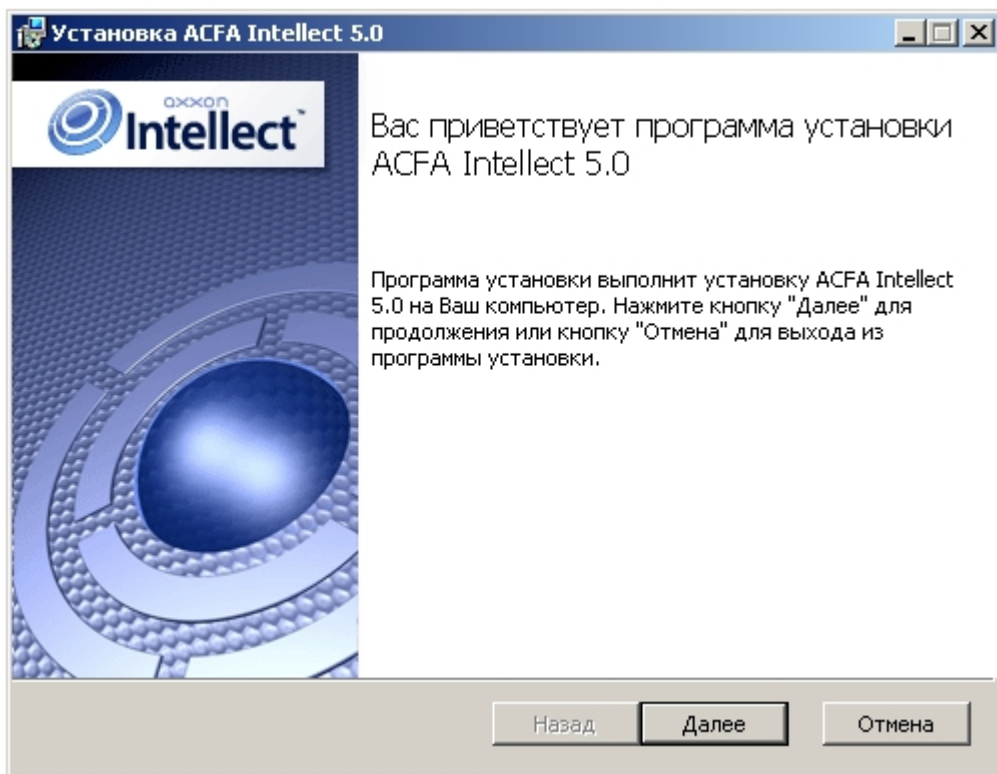 Установка ACFA Intellect 5.0
axxon
Intellect™
Вас приветствует программа установки
ACFA Intellect 5.0
Программа установки выполнит установку ACFA Intellect
5.0 на Ваш компьютер. Нажмите кнопку "Далее" для
продолжения или кнопку "Отмена" для выхода из
программы установки.
Назад Далее Отмена